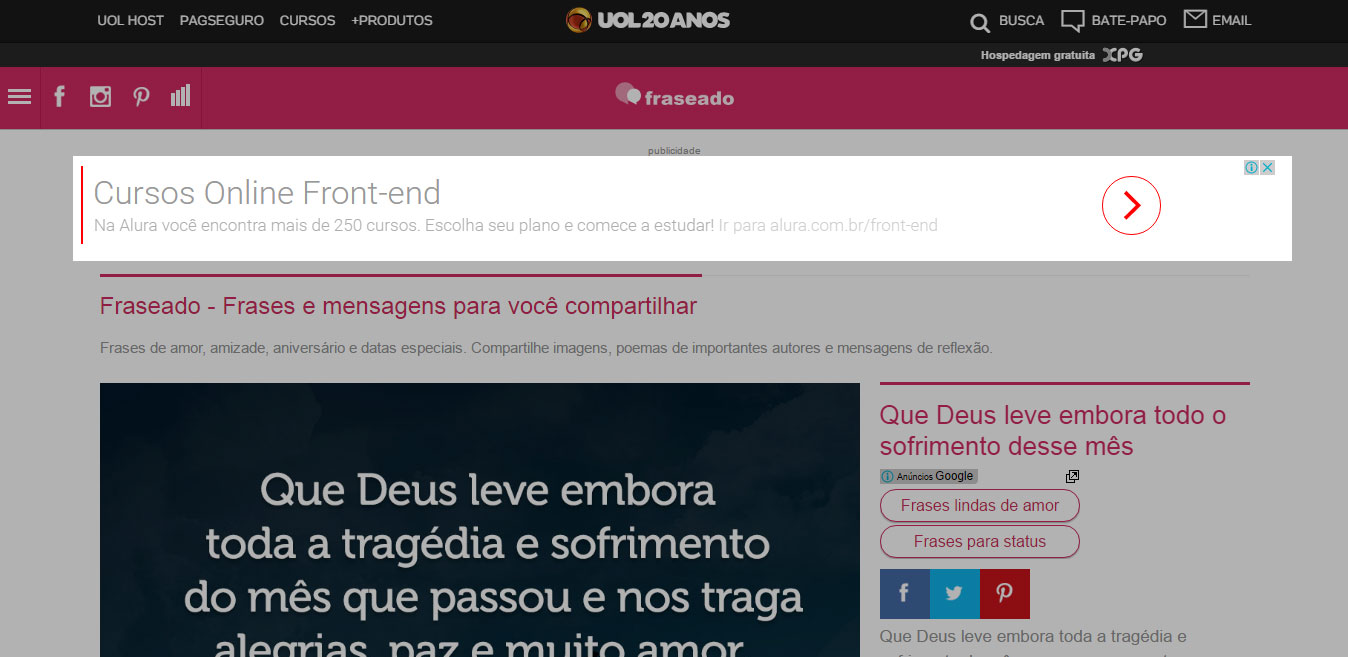 UOL HOST PAGSEGURO CURSOS +PRODUTOS UOL 20 ANOS BUSCA BATE-PAPO EMAIL
Hospedagem gratuita XPG
fraseado
publicidade
Cursos Online Front-end
Na Alura você encontra mais de 250 cursos. Escolha seu plano e comece a estudar! Ir para alura.com.br/front-end
Fraseado - Frases e mensagens para você compartilhar
Frases de amor, amizade, aniversário e datas especiais. Compartilhe imagens, poemas de importantes autores e mensagens de reflexão.
Que Deus leve embora
toda a tragédia e sofrimento
do mês que passou e nos traga
alegrias, paz e muito amor
Que Deus leve embora todo o
sofrimento desse mês
Anúncios Google
Frases lindas de amor
Frases para status
Que Deus leve embora toda a tragédia e